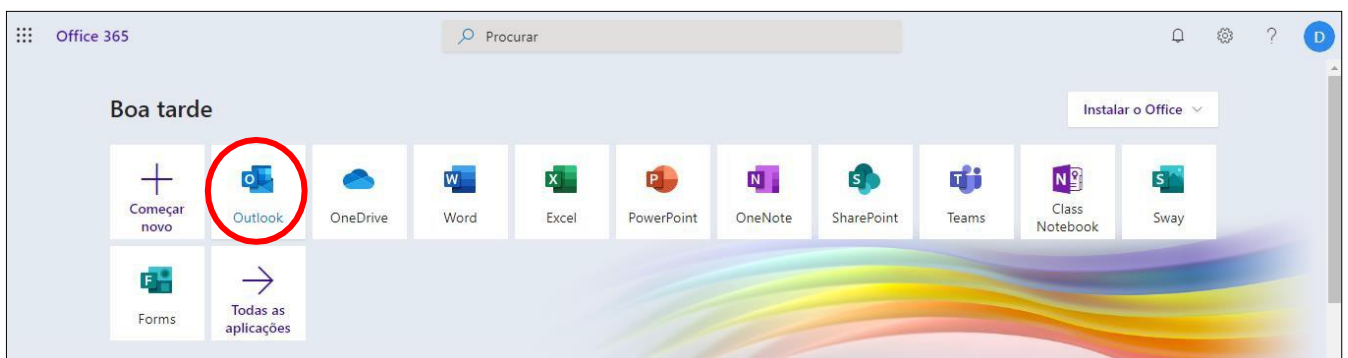 Office 365
Procurar
?
D
Boa tarde
Instalar o Office
Começar
novo
Outlook
OneDrive
Word
Excel
PowerPoint
OneNote
SharePoint
Teams
Class
Notebook
Sway
Forms
Todas as
aplicações